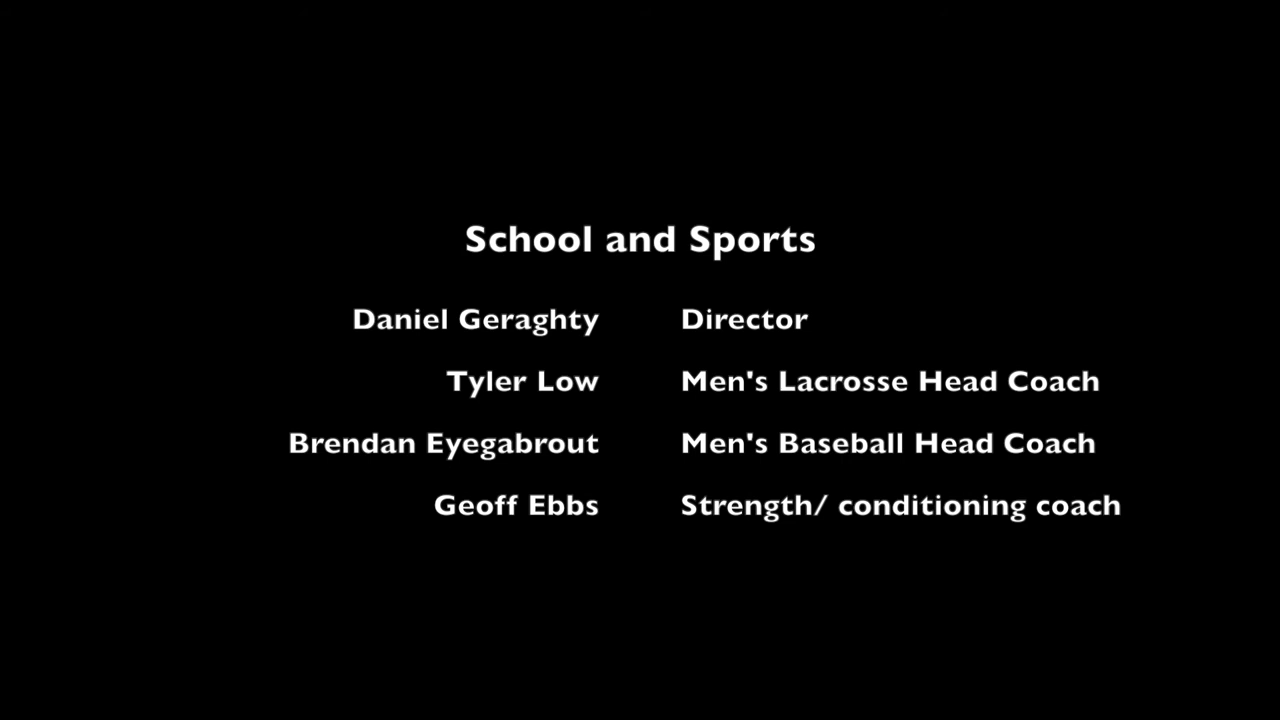 School and Sports
Daniel Geraghty Director
Tyler Low Men's Lacrosse Head Coach
Brendan Eyegabrout Men's Baseball Head Coach
Geoff Ebbs Strength/ conditioning coach